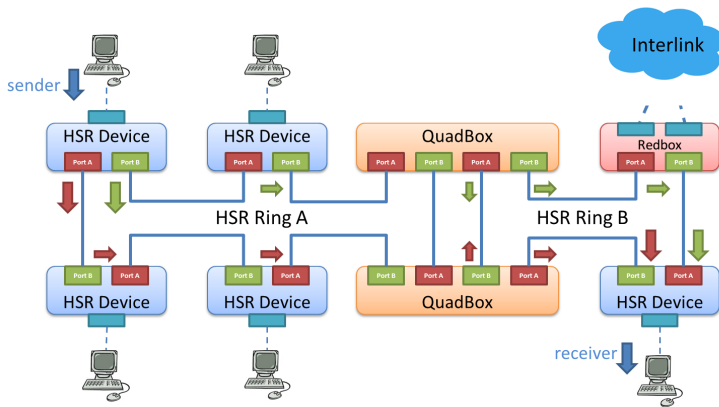 Interlink
sender
HSR Device
HSR Device
QuadBox
Redbox
Port A
Port B
Port A
Port B
Port A
Port B
Port A
Port B
Port A
Port B
HSR Ring A
HSR Ring B
Port B
Port A
Port B
Port A
Port B
Port A
Port B
Port A
Port B
Port A
HSR Device
HSR Device
QuadBox
HSR Device
receiver